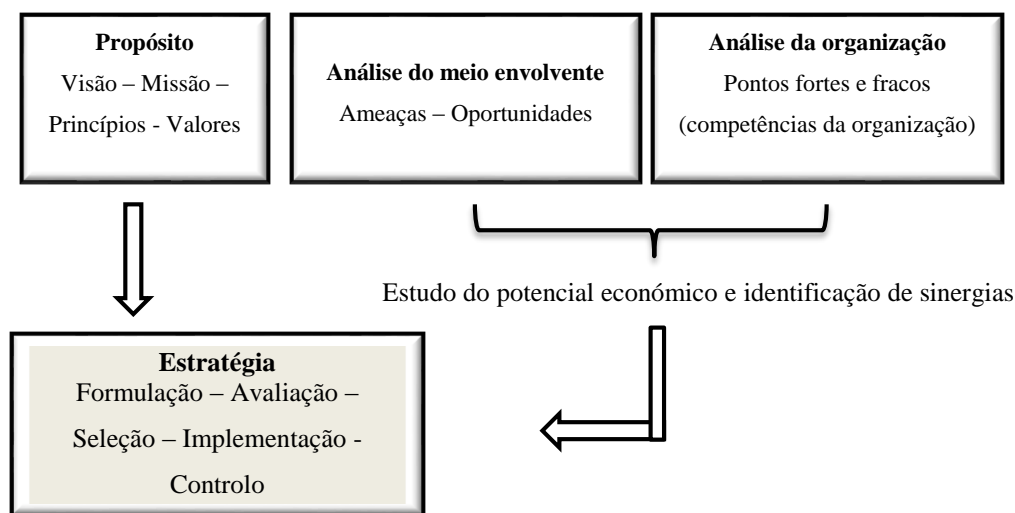 Propósito
Visão – Missão –
Princípios - Valores
Análise do meio envolvente
Ameaças – Oportunidades
Análise da organização
Pontos fortes e fracos
(competências da organização)
Estudo do potencial económico e identificação de sinergias
Estratégia
Formulação – Avaliação –
Seleção – Implementação -
Controlo